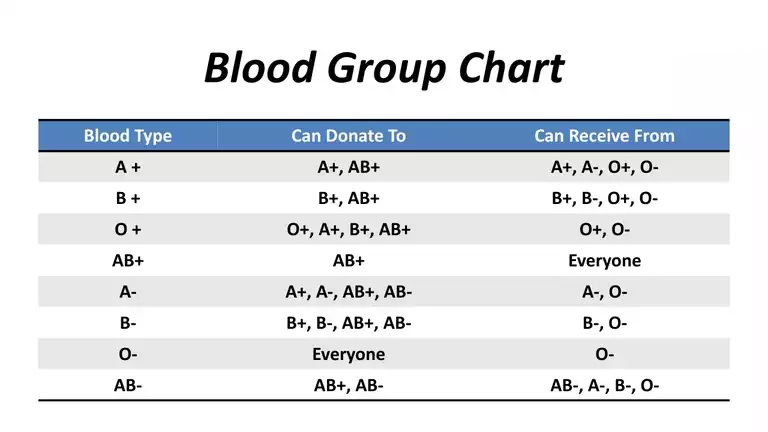 Blood Group Chart
Blood Type Can Donate To Can Receive From
A + A+, AB+ A+, A-, O+, O-
B + B+, AB+ B+, B-, O+, O-
O + O+, A+, B+, AB+ O+, O-
AB+ AB+ Everyone
A- A+, A-, AB+, AB- A-, O-
B- B+, B-, AB+, AB- B-, O-
O- Everyone O-
AB- AB+, AB- AB-, A-, B-, O-